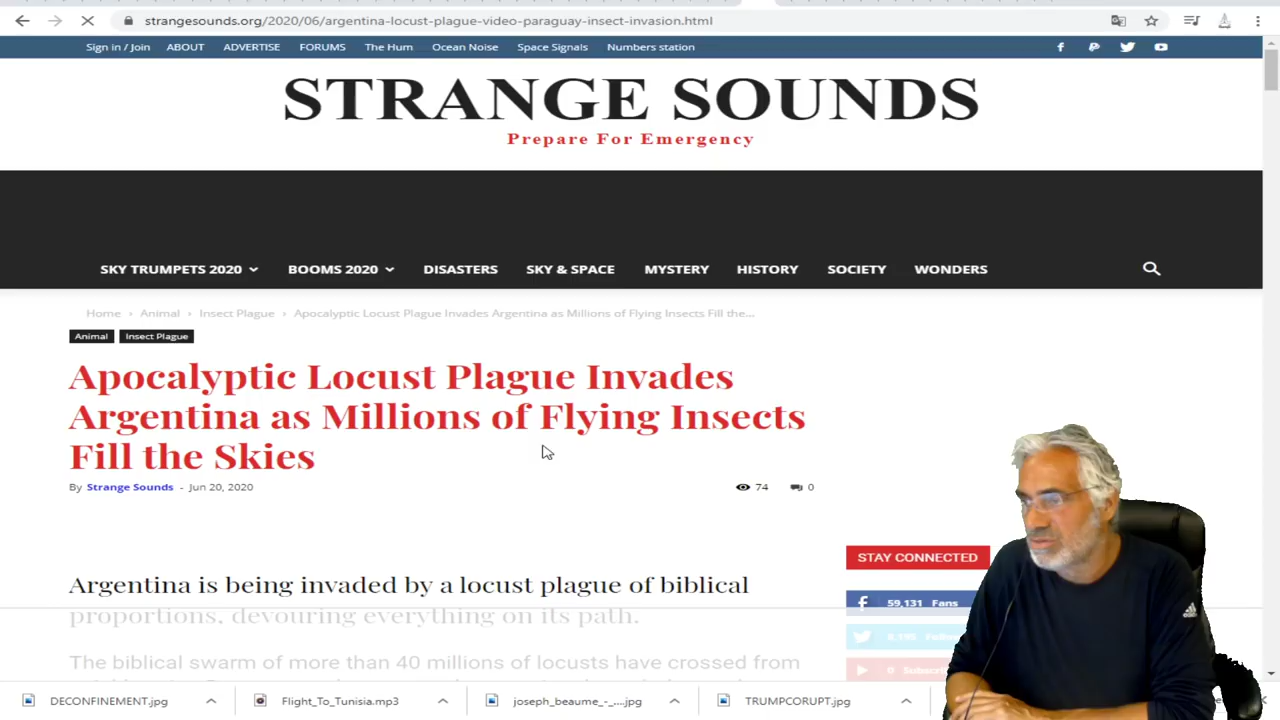 strangesounds.org/2020/06/argentina-locust-plague-video-paraguay-insect-invasion.html
Sign in / Join ABOUT ADVERTISE FORUMS The Hum Ocean Noise Space Signals Numbers station
STRANGE SOUNDS
Prepare For Emergency
SKY TRUMPETS 2020 BOOMS 2020 DISASTERS SKY & SPACE MYSTERY HISTORY SOCIETY WONDERS
Home › Animal › Insect Plague › Apocalyptic Locust Plague Invades Argentina as Millions of Flying Insects Fill the...
Animal Insect Plague
Apocalyptic Locust Plague Invades
Argentina as Millions of Flying Insects
Fill the Skies
By Strange Sounds - Jun 20, 2020 74 0
STAY CONNECTED
Argentina is being invaded by a locust plague of biblical
59,131 Fans
proportions, devouring everything on its path.
8,195
The biblical swarm of more than 40 millions of locusts have crossed from
0
DECONFINEMENT.jpg Flight_To_Tunisia.mp3 joseph_beaume_-_....jpg TRUMPCORUPT.jpg